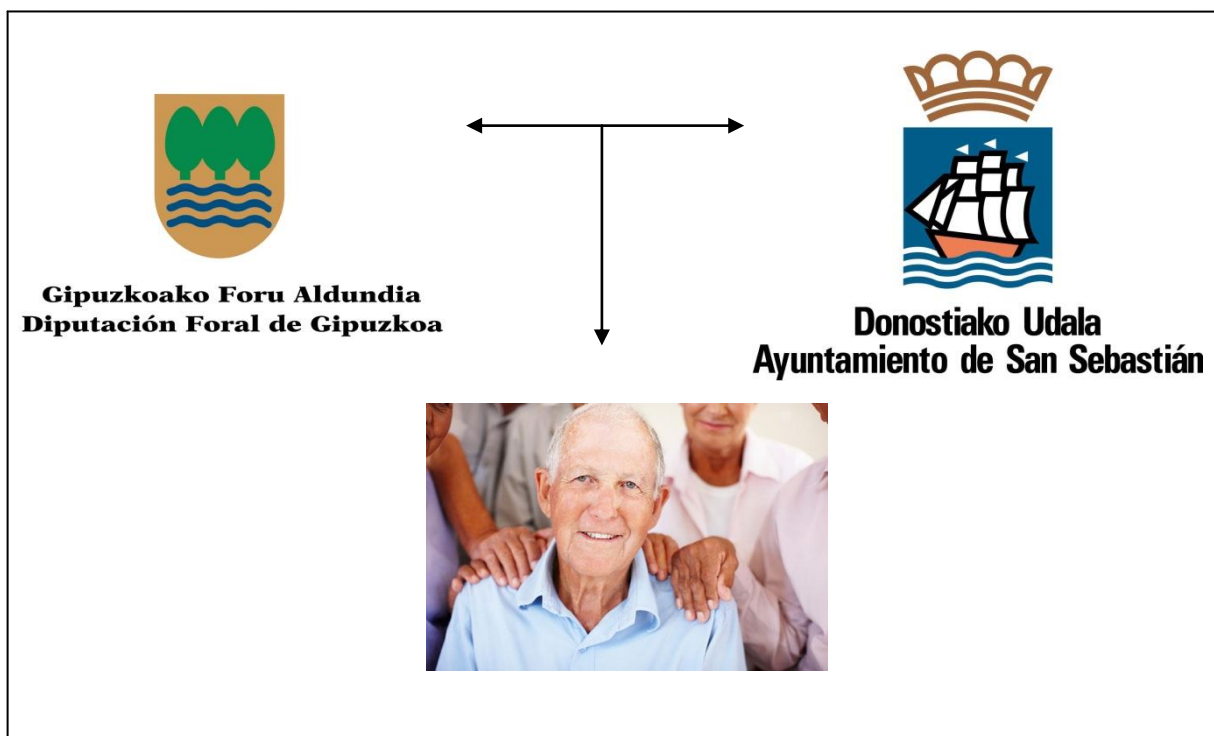 Gipuzkoako Foru Aldundia
Diputación Foral de Gipuzkoa
Donostiako Udala
Ayuntamiento de San Sebastián